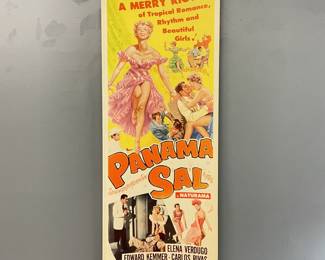 A MERRY
of Tropical Romance,
Rhythm and
Beautiful
Girls
PANAMA
SAL
NATURAMA
ELENA VERDUGO
EDWARD KEMMER - CARLOS RIVAS